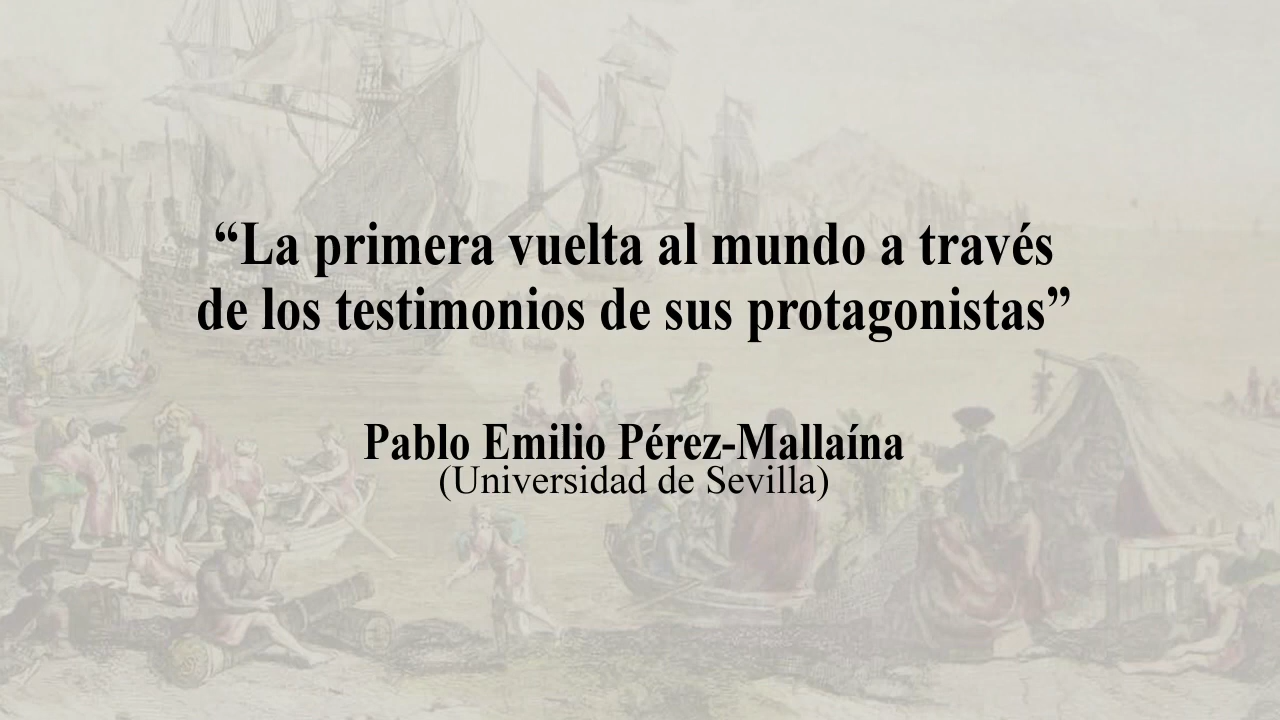 “La primera vuelta al mundo a través
de los testimonios de sus protagonistas”
Pablo Emilio Pérez-Mallaína
(Universidad de Sevilla)